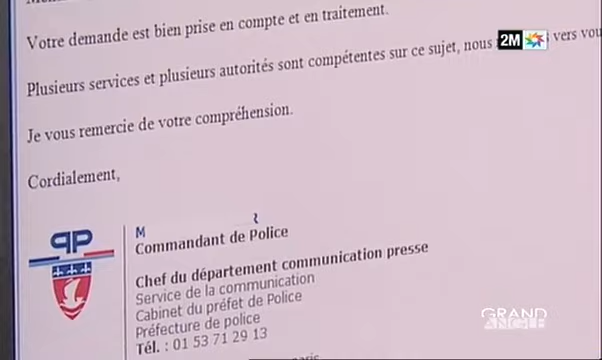 Votre demande est bien prise en compte et en traitement.
2M
Plusieurs services et plusieurs autorités sont compétentes sur ce sujet, nous vers vou
Je vous remercie de votre compréhension.
Cordialement,
PP
M
Commandant de Police
Chef du département communication presse
Service de la communication
Cabinet du préfet de Police
Préfecture de police
Tél. : 01 53 71 29 13
GRAND
ANGLE